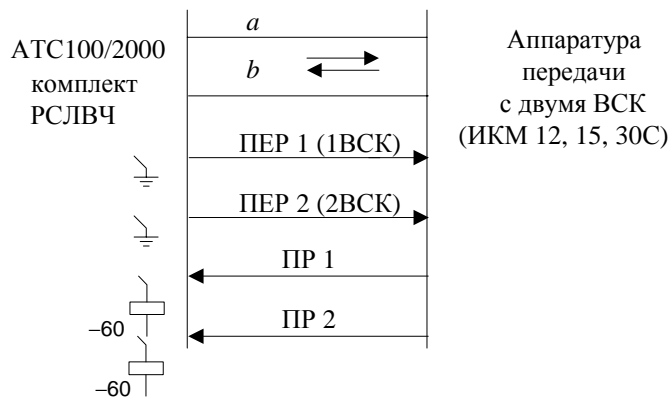 a
АТС100/2000
комплект
РСЛВЧ
b
Аппаратура
передачи
с двумя ВСК
(ИКМ 12, 15, 30С)
ПЕР 1 (1ВСК)
ПЕР 2 (2ВСК)
ПР 1
–60
ПР 2
–60